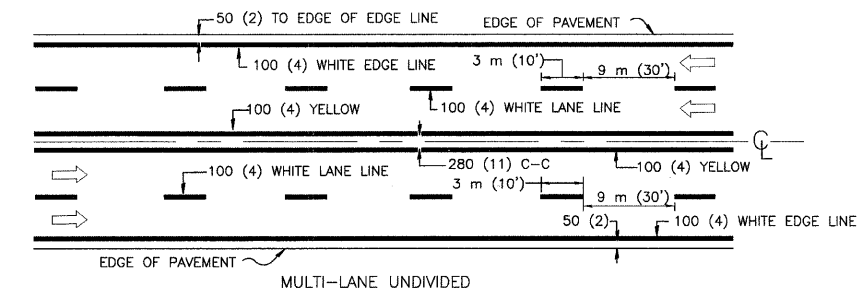 50 (2) TO EDGE OF EDGE LINE
EDGE OF PAVEMENT
100 (4) WHITE EDGE LINE
3 m (10')
9 m (30')
100 (4) YELLOW
100 (4) WHITE LANE LINE
CL
280 (11) C-C
100 (4) YELLOW
100 (4) WHITE LANE LINE
3 m (10')
9 m (30')
50 (2)
100 (4) WHITE EDGE LINE
EDGE OF PAVEMENT
MULTI-LANE UNDIVIDED